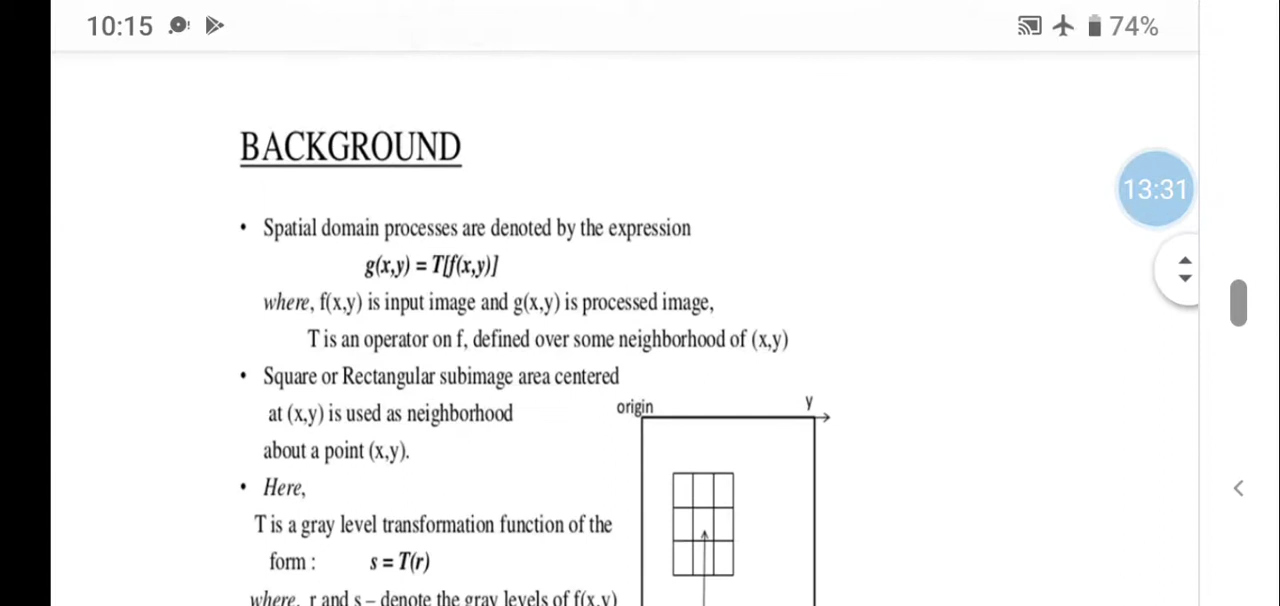 10:15
74%
BACKGROUND
13:31
• Spatial domain processes are denoted by the expression
g(x,y) = T[f(x,y)]
where, f(x,y) is input image and g(x,y) is processed image,
T is an operator on f, defined over some neighborhood of (x,y)
• Square or Rectangular subimage area centered
at (x,y) is used as neighborhood
about a point (x,y).
origin
y
• Here,
T is a gray level transformation function of the
form : s = T(r)
where, r and s – denote the gray levels of f(x,y)